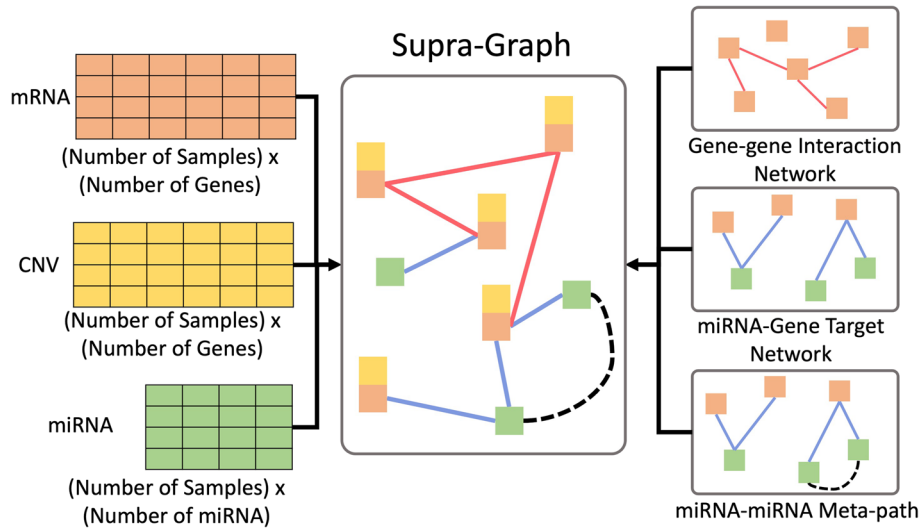 Supra-Graph
mRNA
(Number of Samples) x
(Number of Genes)
CNV
(Number of Samples) x
(Number of Genes)
miRNA
(Number of Samples) x
(Number of miRNA)
Gene-gene Interaction
Network
miRNA-Gene Target
Network
miRNA-miRNA Meta-path